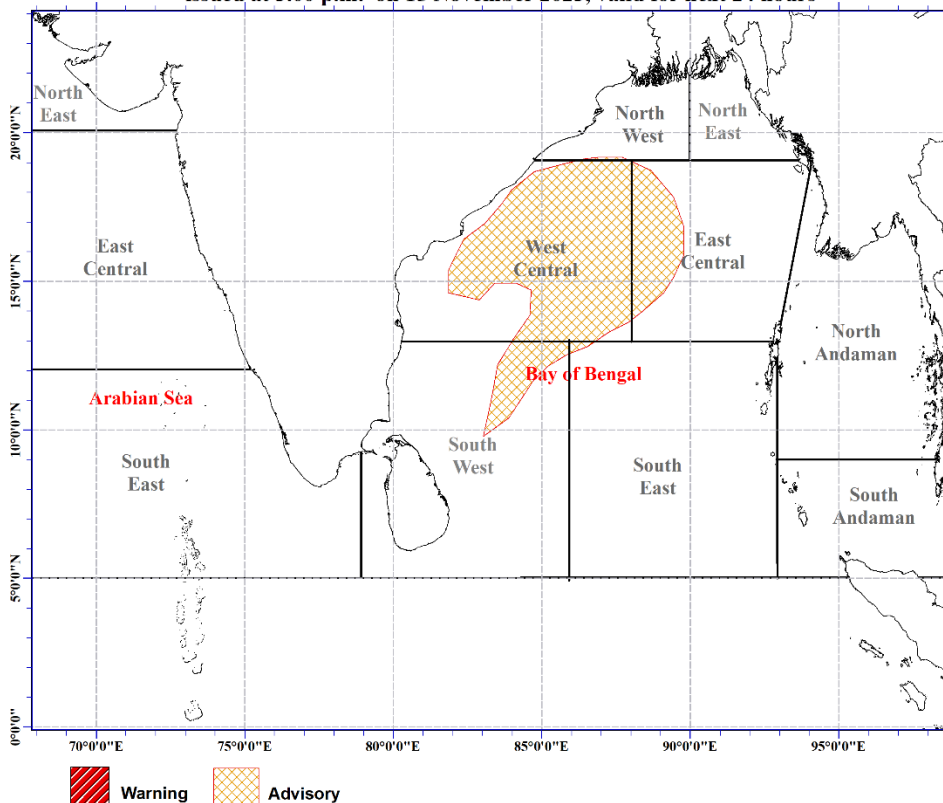 North
East
North
West
North
East
20°0'0"N
East
Central
West
Central
East
Central
15°0'0"N
North
Andaman
Bay of Bengal
Arabian Sea
10°0'0"N
South
West
South
East
South
East
South
Andaman
5°0'0"N
0°0'0"
70°0'0"E
75°0'0"E
80°0'0"E
85°0'0"E
90°0'0"E
95°0'0"E
Warning
Advisory